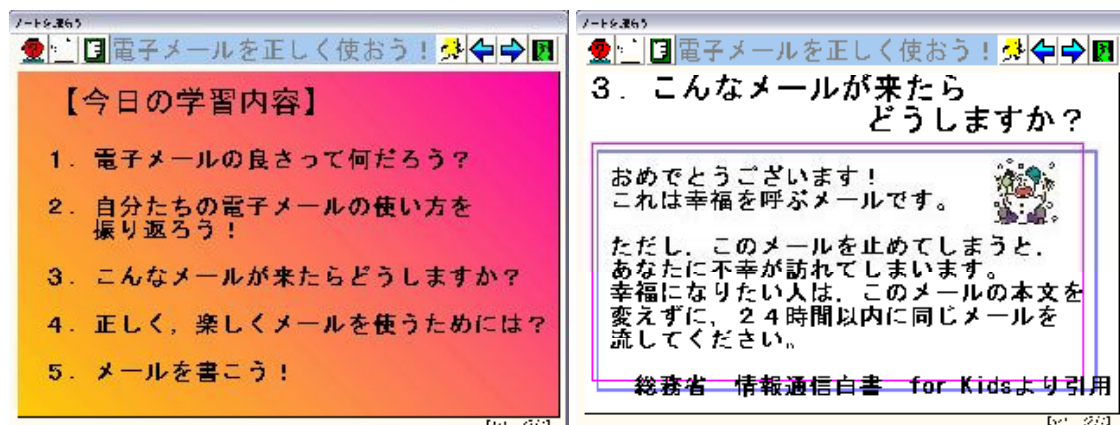 電子メールを正しく使おう！
【今日の学習内容】
１．電子メールの良さって何だろう？
２．自分たちの電子メールの使い方を
振り返ろう！
３．こんなメールが来たらどうしますか？
４．正しく，楽しくメールを使うためには？
５．メールを書こう！
電子メールを正しく使おう！
３．こんなメールが来たら
どうしますか？
おめでとうございます！
これは幸福を呼ぶメールです。
ただし，このメールを止めてしまうと，
あなたに不幸が訪れてしまいます。
幸福になりたい人は，このメールの本文を
変えずに，２４時間以内に同じメールを
流してください。
総務省　情報通信白書　for Kidsより引用